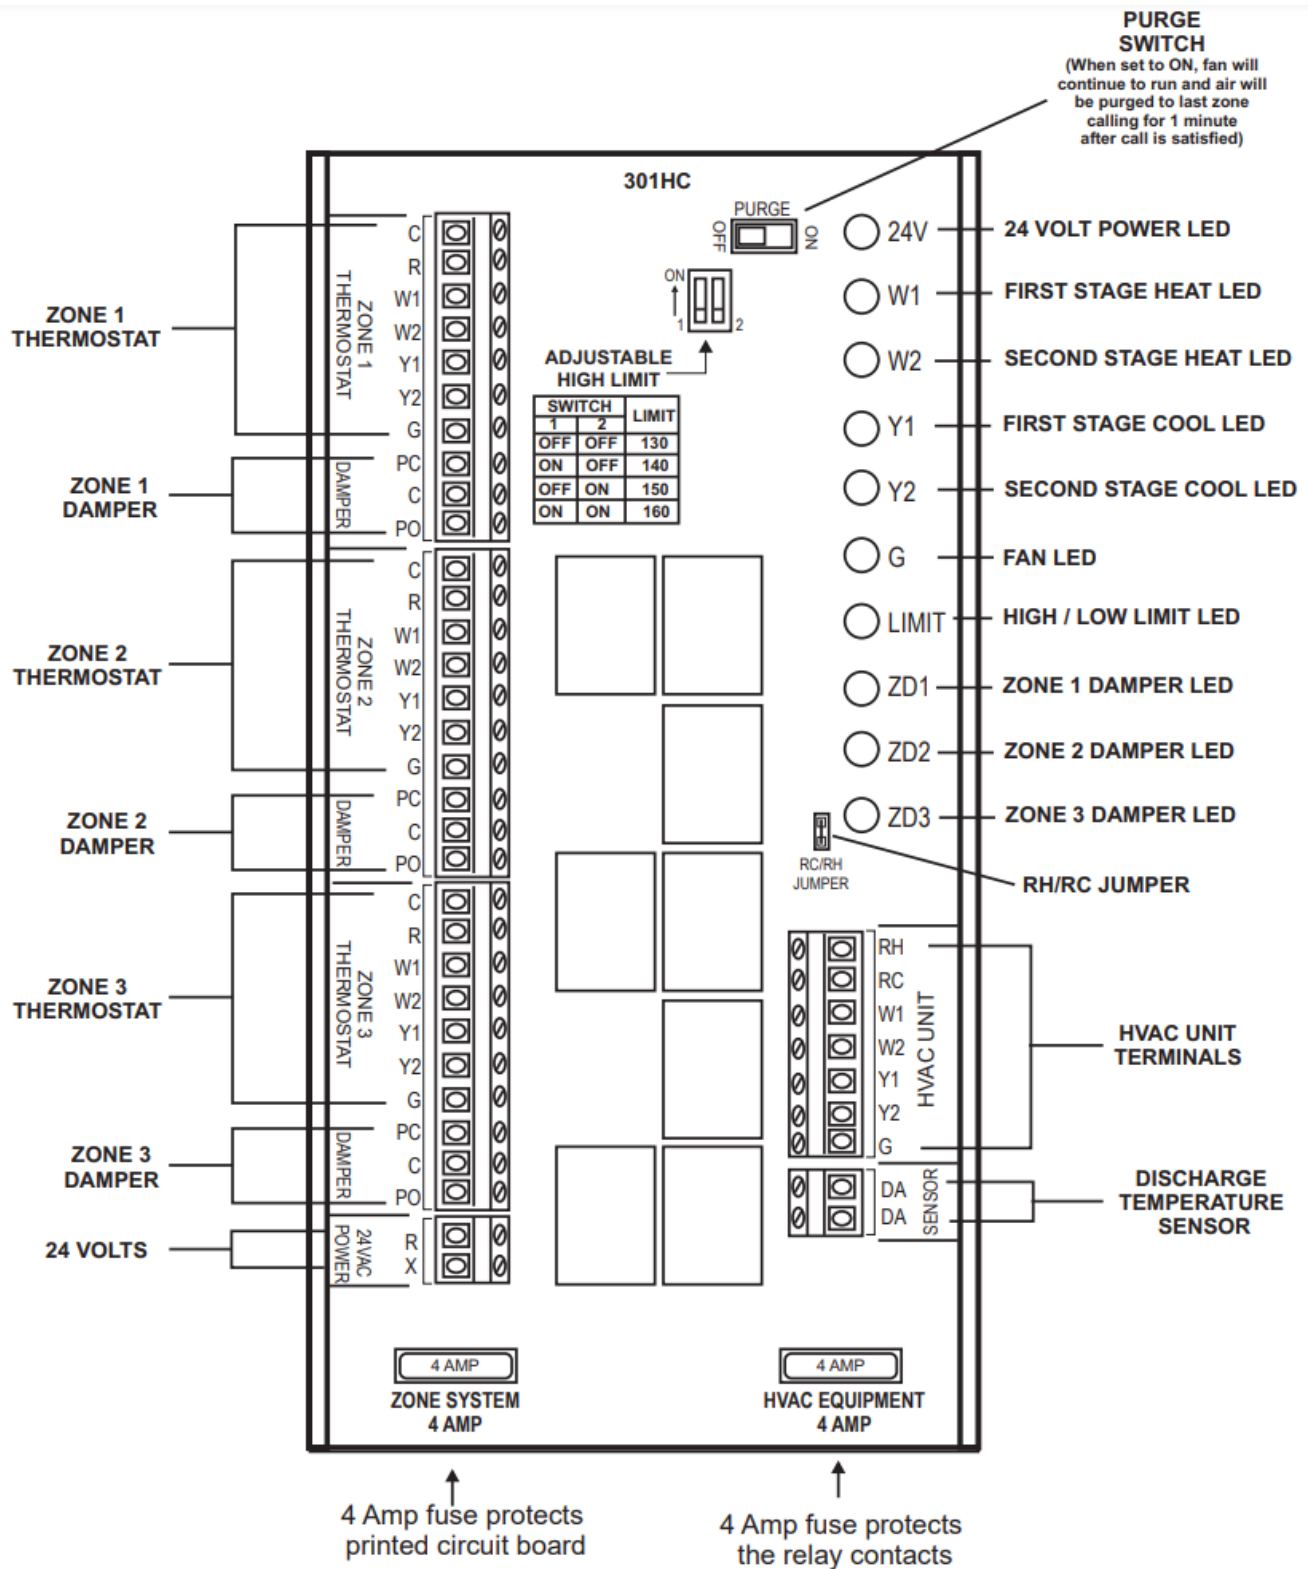 PURGE
SWITCH
(When set to ON, fan will
continue to run and air will
be purged to last zone
calling for 1 minute
after call is satisfied)
301HC
PURGE
OFF
ON
ON
1
2
ADJUSTABLE
HIGH LIMIT
SWITCH LIMIT
1 2
OFF OFF 130
ON OFF 140
OFF ON 150
ON ON 160
ZONE 1
THERMOSTAT
ZONE 1
THERMOSTAT
C
R
W1
W2
Y1
Y2
G
ZONE 1
DAMPER
DAMPER
PC
C
PO
ZONE 2
THERMOSTAT
ZONE 2
THERMOSTAT
C
R
W1
W2
Y1
Y2
G
ZONE 2
DAMPER
DAMPER
PC
C
PO
ZONE 3
THERMOSTAT
ZONE 3
THERMOSTAT
C
R
W1
W2
Y1
Y2
G
ZONE 3
DAMPER
DAMPER
PC
C
PO
24 VOLTS
24VAC
POWER
R
X
24V 24 VOLT POWER LED
W1 FIRST STAGE HEAT LED
W2 SECOND STAGE HEAT LED
Y1 FIRST STAGE COOL LED
Y2 SECOND STAGE COOL LED
G FAN LED
LIMIT HIGH / LOW LIMIT LED
ZD1 ZONE 1 DAMPER LED
ZD2 ZONE 2 DAMPER LED
ZD3 ZONE 3 DAMPER LED
RC/RH
JUMPER
RH/RC JUMPER
RH
RC
W1
W2
Y1
Y2
G
HVAC UNIT
HVAC UNIT
TERMINALS
DA
DA
SENSOR
DISCHARGE
TEMPERATURE
SENSOR
4 AMP
ZONE SYSTEM
4 AMP
4 AMP
HVAC EQUIPMENT
4 AMP
4 Amp fuse protects
printed circuit board
4 Amp fuse protects
the relay contacts